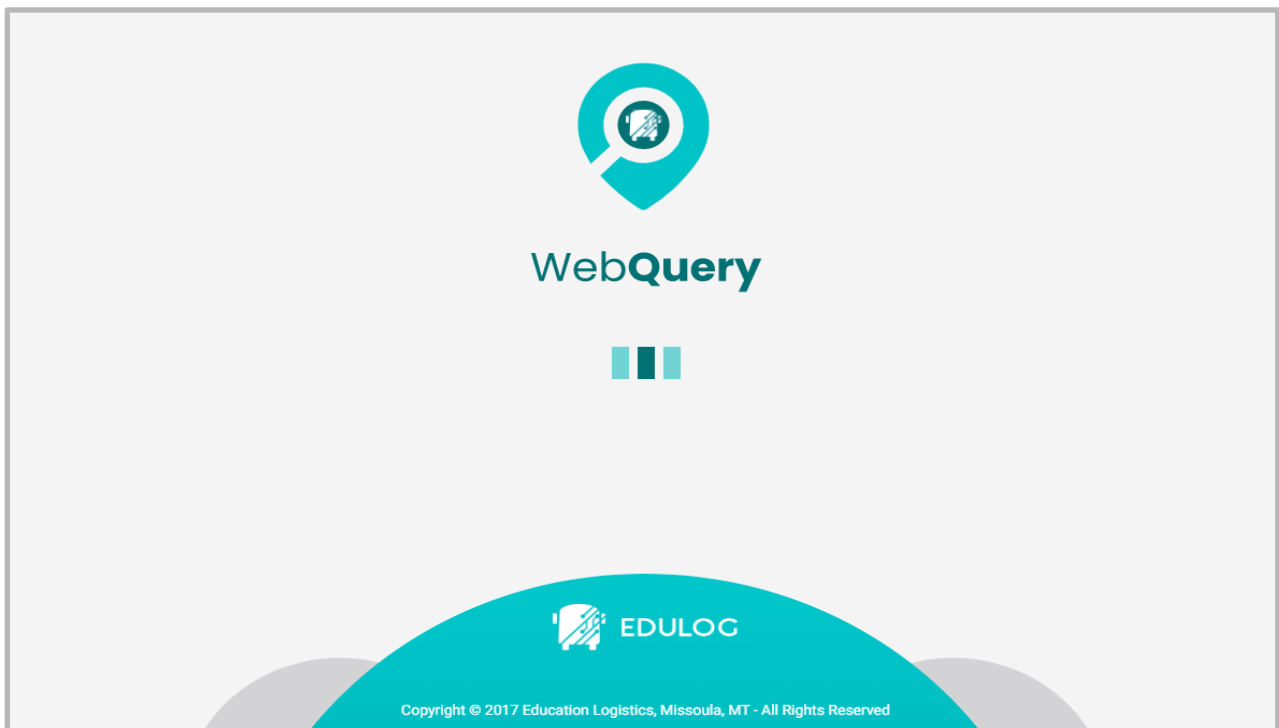 WebQuery
EDULOG
Copyright © 2017 Education Logistics, Missoula, MT - All Rights Reserved